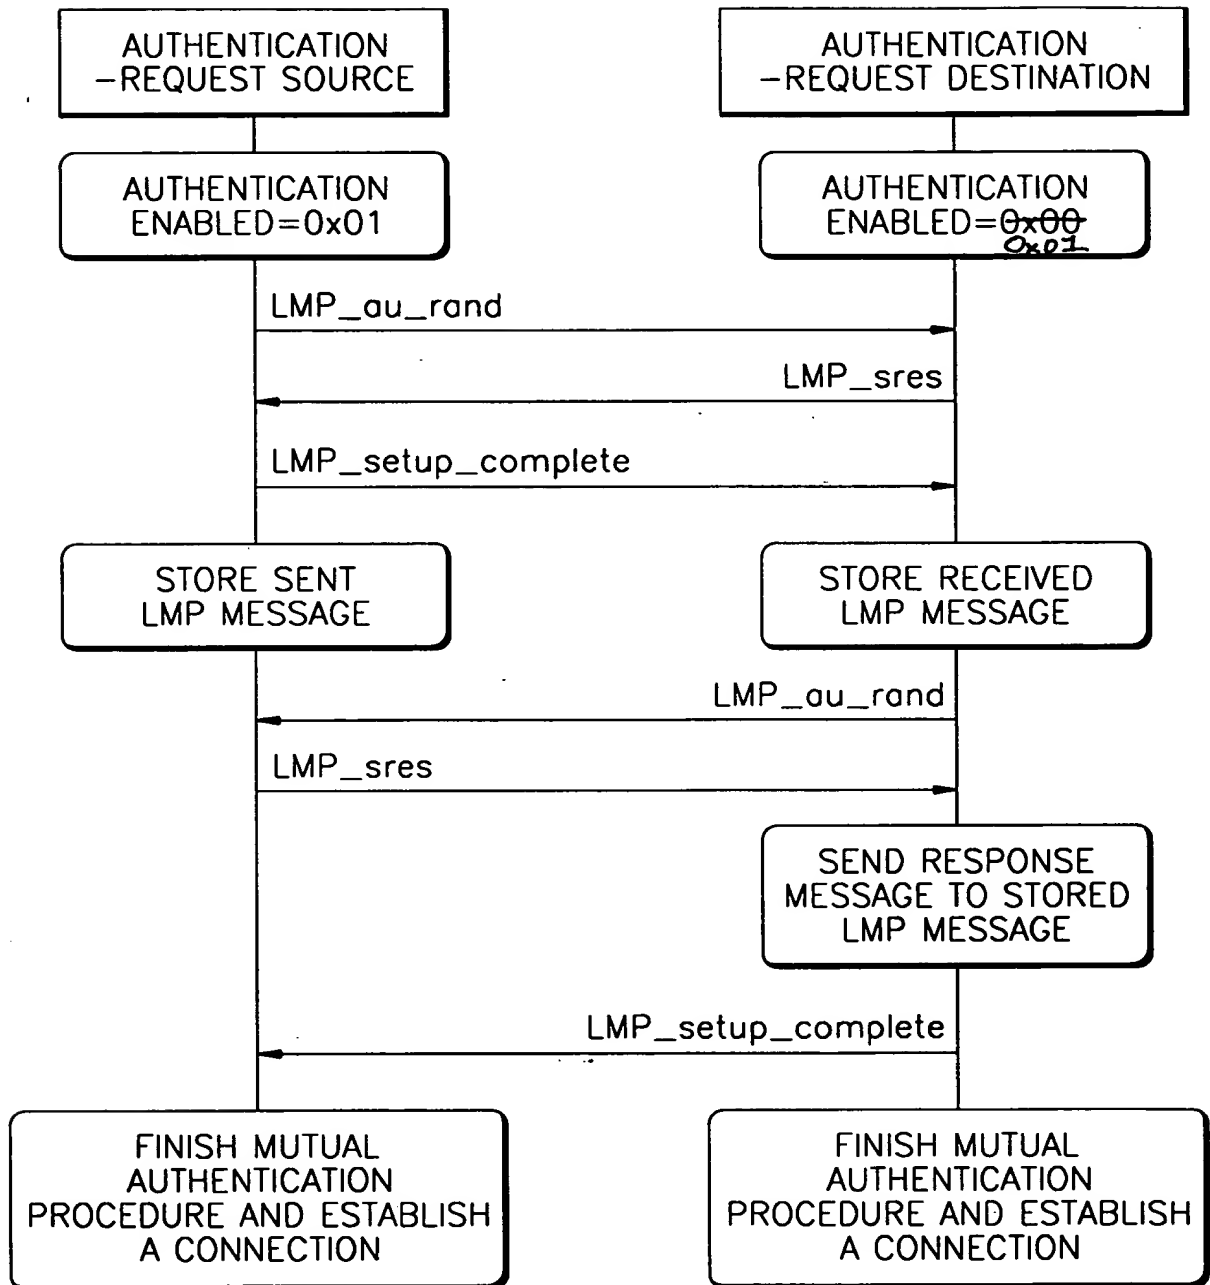 AUTHENTICATION
-REQUEST SOURCE
AUTHENTICATION
-REQUEST DESTINATION
AUTHENTICATION
ENABLED=0x01
AUTHENTICATION
ENABLED=0x00
0x01
LMP_au_rand
LMP_sres
LMP_setup_complete
STORE SENT
LMP MESSAGE
STORE RECEIVED
LMP MESSAGE
LMP_au_rand
LMP_sres
SEND RESPONSE
MESSAGE TO STORED
LMP MESSAGE
LMP_setup_complete
FINISH MUTUAL
AUTHENTICATION
PROCEDURE AND ESTABLISH
A CONNECTION
FINISH MUTUAL
AUTHENTICATION
PROCEDURE AND ESTABLISH
A CONNECTION